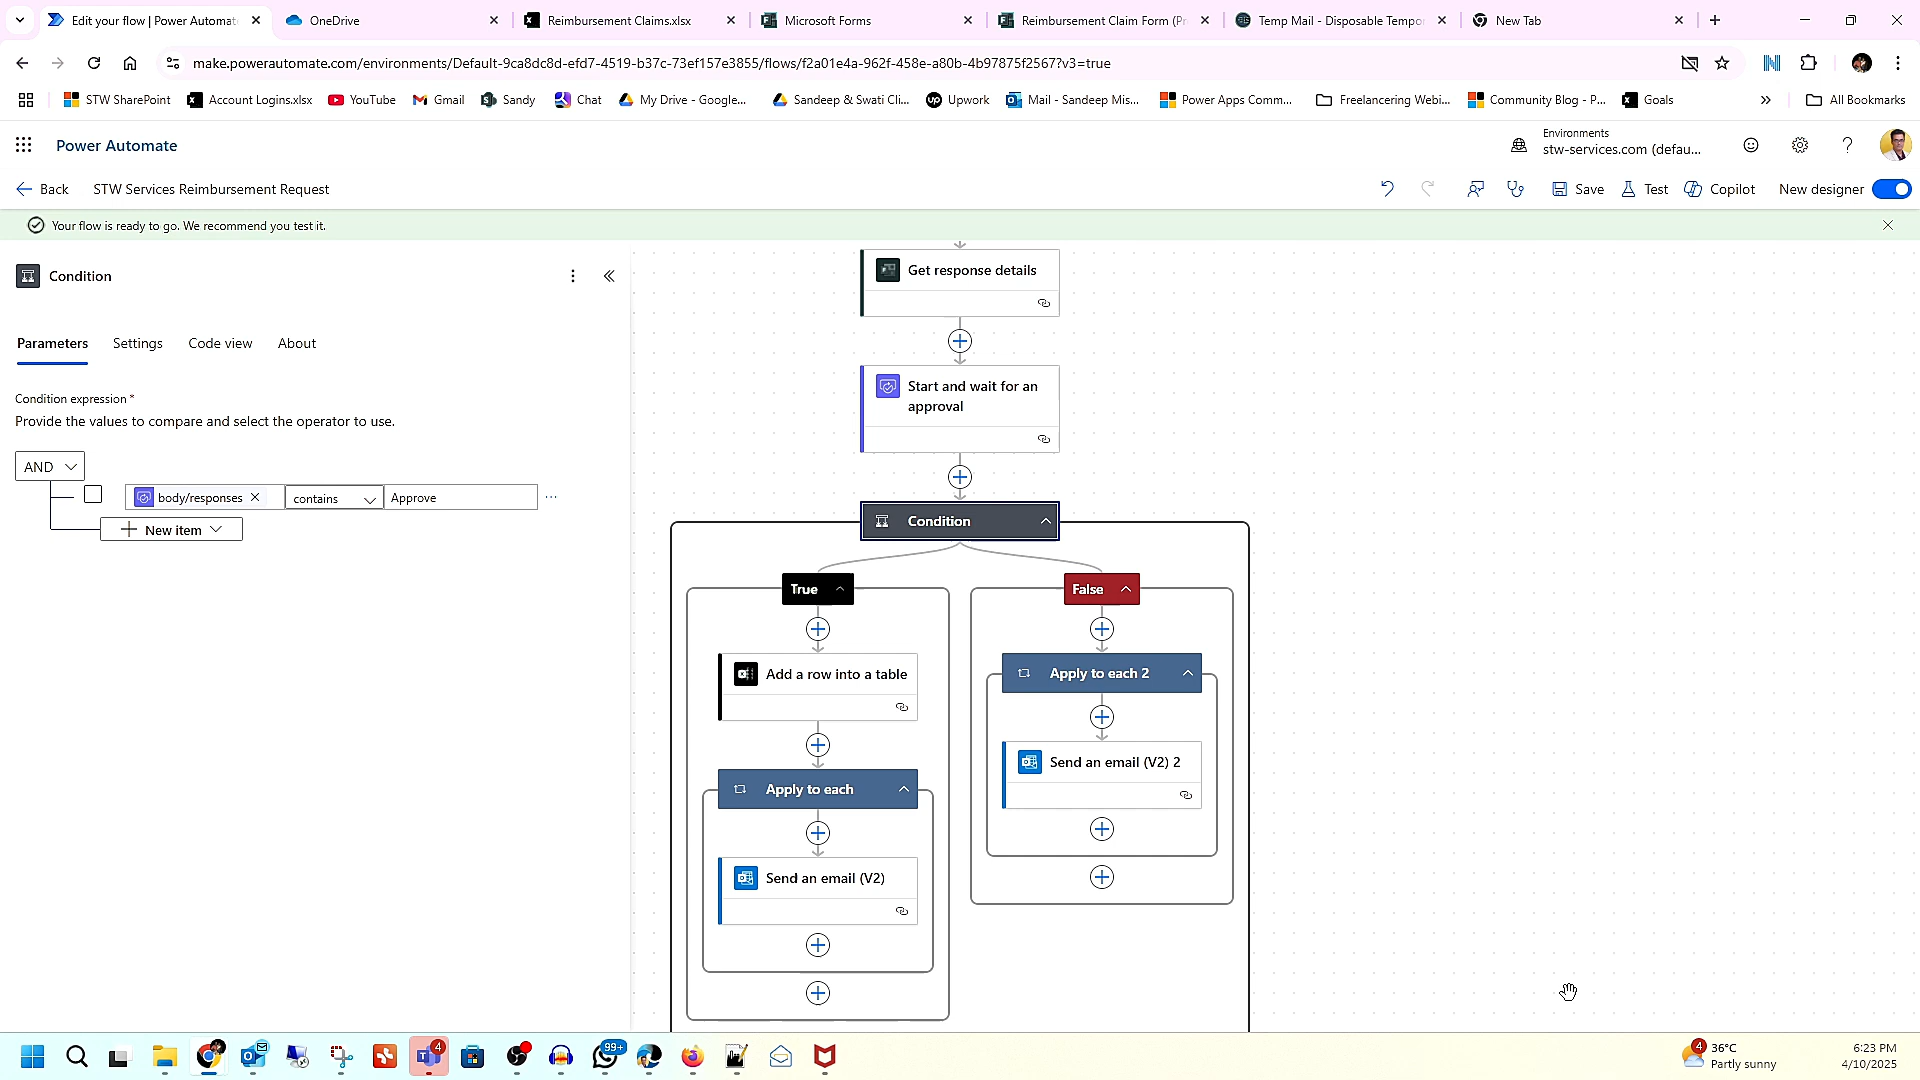 Edit your flow | Power Automat
OneDrive
Reimbursement Claims.xlsx
Microsoft Forms
Reimbursement Claim Form (Pr
Temp Mail - Disposable Tempor
New Tab
make.powerautomate.com/environments/Default-9ca8dc8d-efd7-4519-b37c-73ef157e3855/flows/f2a01e4a-962f-458e-a80b-4b97875f2567?v3=true
STW SharePoint
Account Logins.xlsx
YouTube
Gmail
Sandy
Chat
My Drive - Google...
Sandeep & Swati Cli...
Upwork
Mail - Sandeep Mis...
Power Apps Comm...
Freelancering Webi...
Community Blog - P...
Goals
All Bookmarks
Power Automate
Environments
stw-services.com (defau...
Back
STW Services Reimbursement Request
Save
Test
Copilot
New designer
Your flow is ready to go. We recommend you test it.
Condition
Parameters
Settings
Code view
About
Condition expression *
Provide the values to compare and select the operator to use.
AND
body/responses
contains
Approve
New item
Get response details
Start and wait for an
approval
Condition
True
False
Add a row into a table
Apply to each 2
Send an email (V2) 2
Apply to each
Send an email (V2)
4
99+
4
36°C
Partly sunny
6:23 PM
4/10/2025